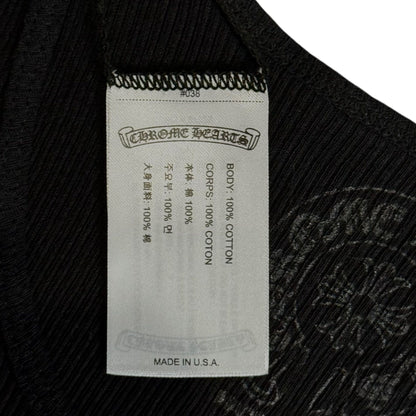 #038
CHROME HEARTS
BODY: 100% COTTON
CORPS: 100% COTON
本体 綿 100%
주요부: 100% 면
大身面料: 100% 棉
MADE IN U.S.A.